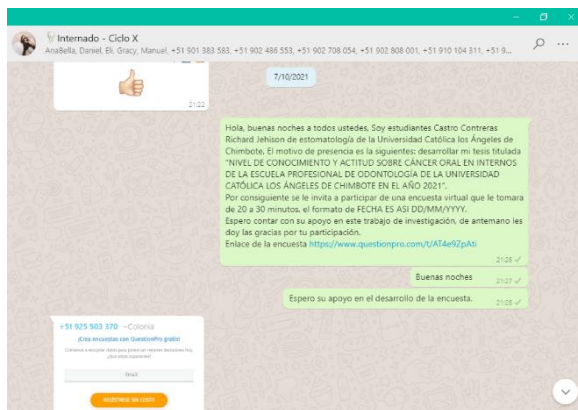 Internado - Ciclo X
AnaBella, Daniel, Eli, Gracy, Manuel, +51 901 383 583, +51 902 486 553, +51 902 708 054, +51 902 808 001, +51 910 104 311, +51 9...
21:22
7/10/2021
Hola, buenas noches a todos ustedes, Soy estudiantes Castro Contreras
Richard Jehison de estomatología de la Universidad Católica los Ángeles de
Chimbote, El motivo de presencia es la siguientes: desarrollar mi tesis titulada
"NIVEL DE CONOCIMIENTO Y ACTITUD SOBRE CÁNCER ORAL EN INTERNOS
DE LA ESCUELA PROFESIONAL DE ODONTOLOGÍA DE LA UNIVERSIDAD
CATÓLICA LOS ÁNGELES DE CHIMBOTE EN EL AÑO 2021".
Por consiguiente se le invita a participar de una encuesta virtual que le tomara
de 20 a 30 minutos, el formato de FECHA ES ASI DD/MM/YYYY.
Espero contar con su apoyo en este trabajo de investigación, de antemano les
doy las gracias por tu participación.
Enlace de la encuesta https://www.questionpro.com/t/AT4e9ZpAti
21:26
Buenas noches
21:27
Espero su apoyo en el desarrollo de la encuesta.
21:28
+51 925 503 370 ~Colonia
¡Crea encuestas con QuestionPro gratis!
Email
REGÍSTRESE SIN COSTO